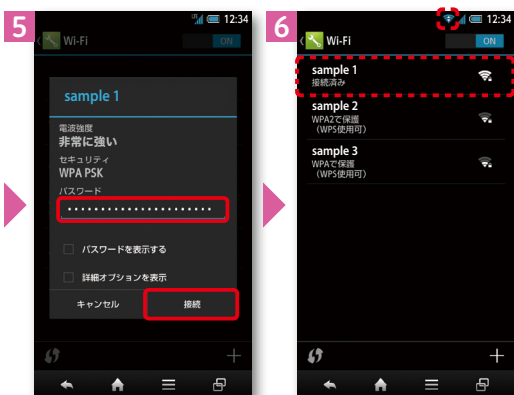 5
12:34
Wi-Fi
ON
sample 1
電波強度
非常に強い
セキュリティ
WPA PSK
パスワード
•••••••••••••••••••••••
パスワードを表示する
詳細オプションを表示
キャンセル
接続
6
12:34
Wi-Fi
ON
sample 1
接続済み
sample 2
WPA2で保護
（WPS使用可）
sample 3
WPAで保護
（WPS使用可）